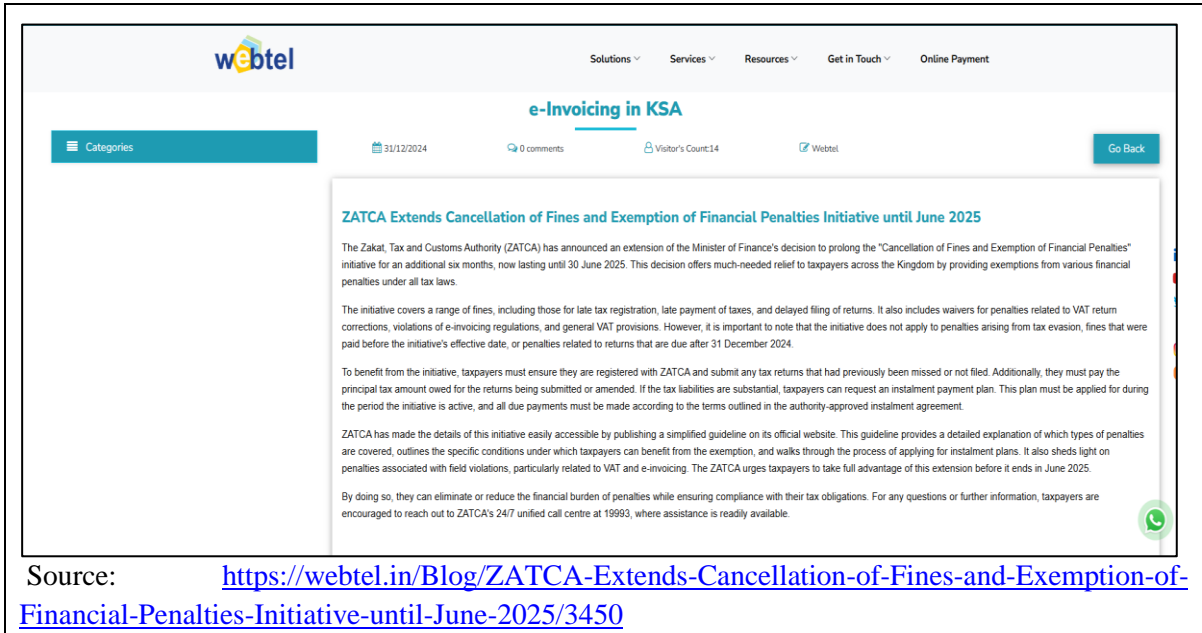 webtel
Solutions Services Resources Get in Touch Online Payment
e-Invoicing in KSA
Categories
31/12/2024 0 comments Visitor's Count:14 Webtel Go Back
ZATCA Extends Cancellation of Fines and Exemption of Financial Penalties Initiative until June 2025
The Zakat, Tax and Customs Authority (ZATCA) has announced an extension of the Minister of Finance's decision to prolong the "Cancellation of Fines and Exemption of Financial Penalties"
initiative for an additional six months, now lasting until 30 June 2025. This decision offers much-needed relief to taxpayers across the Kingdom by providing exemptions from various financial
penalties under all tax laws.
The initiative covers a range of fines, including those for late tax registration, late payment of taxes, and delayed filing of returns. It also includes waivers for penalties related to VAT return
corrections, violations of e-invoicing regulations, and general VAT provisions. However, it is important to note that the initiative does not apply to penalties arising from tax evasion, fines that were
paid before the initiative's effective date, or penalties related to returns that are due after 31 December 2024.
To benefit from the initiative, taxpayers must ensure they are registered with ZATCA and submit any tax returns that had previously been missed or not filed. Additionally, they must pay the
principal tax amount owed for the returns being submitted or amended. If the tax liabilities are substantial, taxpayers can request an instalment payment plan. This plan must be applied for during
the period the initiative is active, and all due payments must be made according to the terms outlined in the authority-approved instalment agreement.
ZATCA has made the details of this initiative easily accessible by publishing a simplified guideline on its official website. This guideline provides a detailed explanation of which types of penalties
are covered, outlines the specific conditions under which taxpayers can benefit from the exemption, and walks through the process of applying for instalment plans. It also sheds light on
penalties associated with field violations, particularly related to VAT and e-invoicing. The ZATCA urges taxpayers to take full advantage of this extension before it ends in June 2025.
By doing so, they can eliminate or reduce the financial burden of penalties while ensuring compliance with their tax obligations. For any questions or further information, taxpayers are
encouraged to reach out to ZATCA's 24/7 unified call centre at 19993, where assistance is readily available.
Source: https://webtel.in/Blog/ZATCA-Extends-Cancellation-of-Fines-and-Exemption-of-
Financial-Penalties-Initiative-until-June-2025/3450